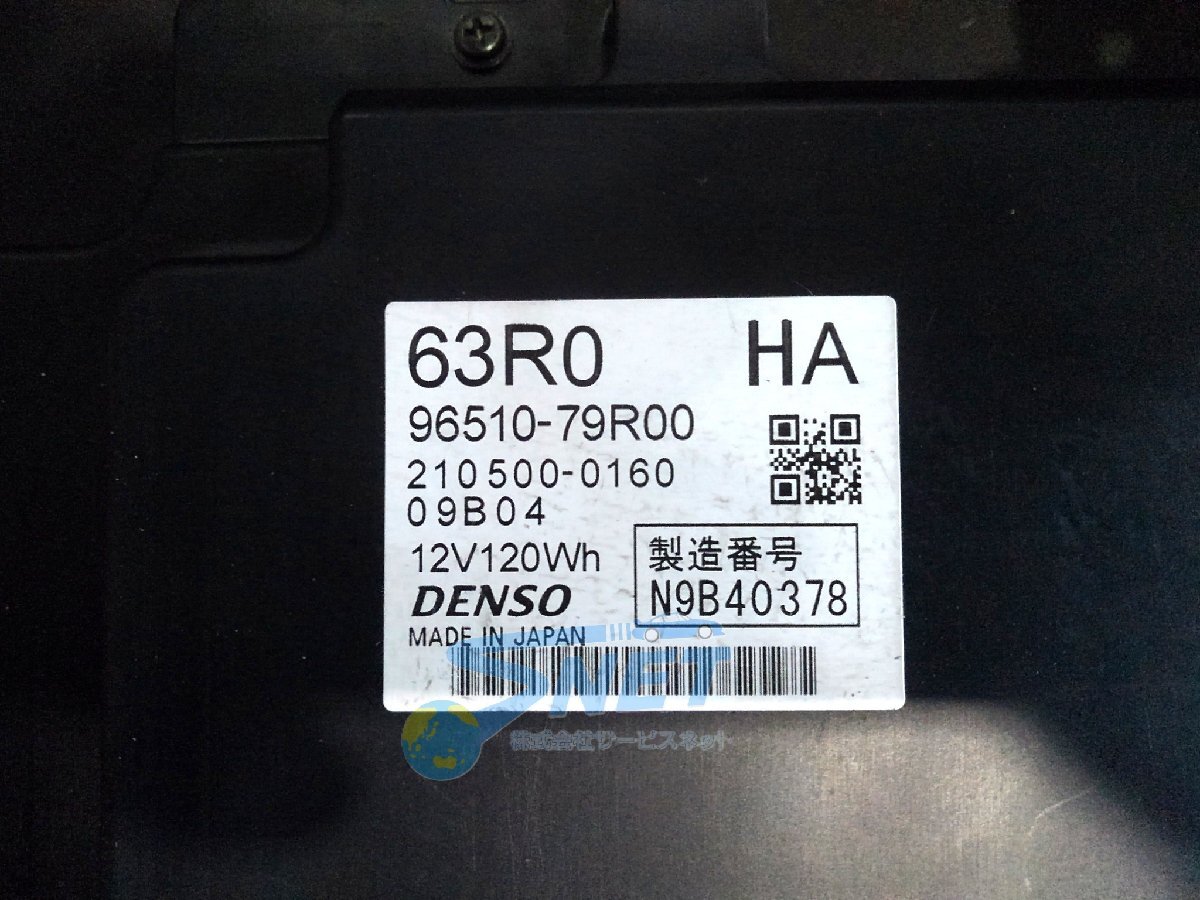 63R0 HA
96510-79R00
210500-0160
09B04
12V120Wh
製造番号
N9B40378
DENSO
MADE IN JAPAN
SNET
株式会社サービスネット